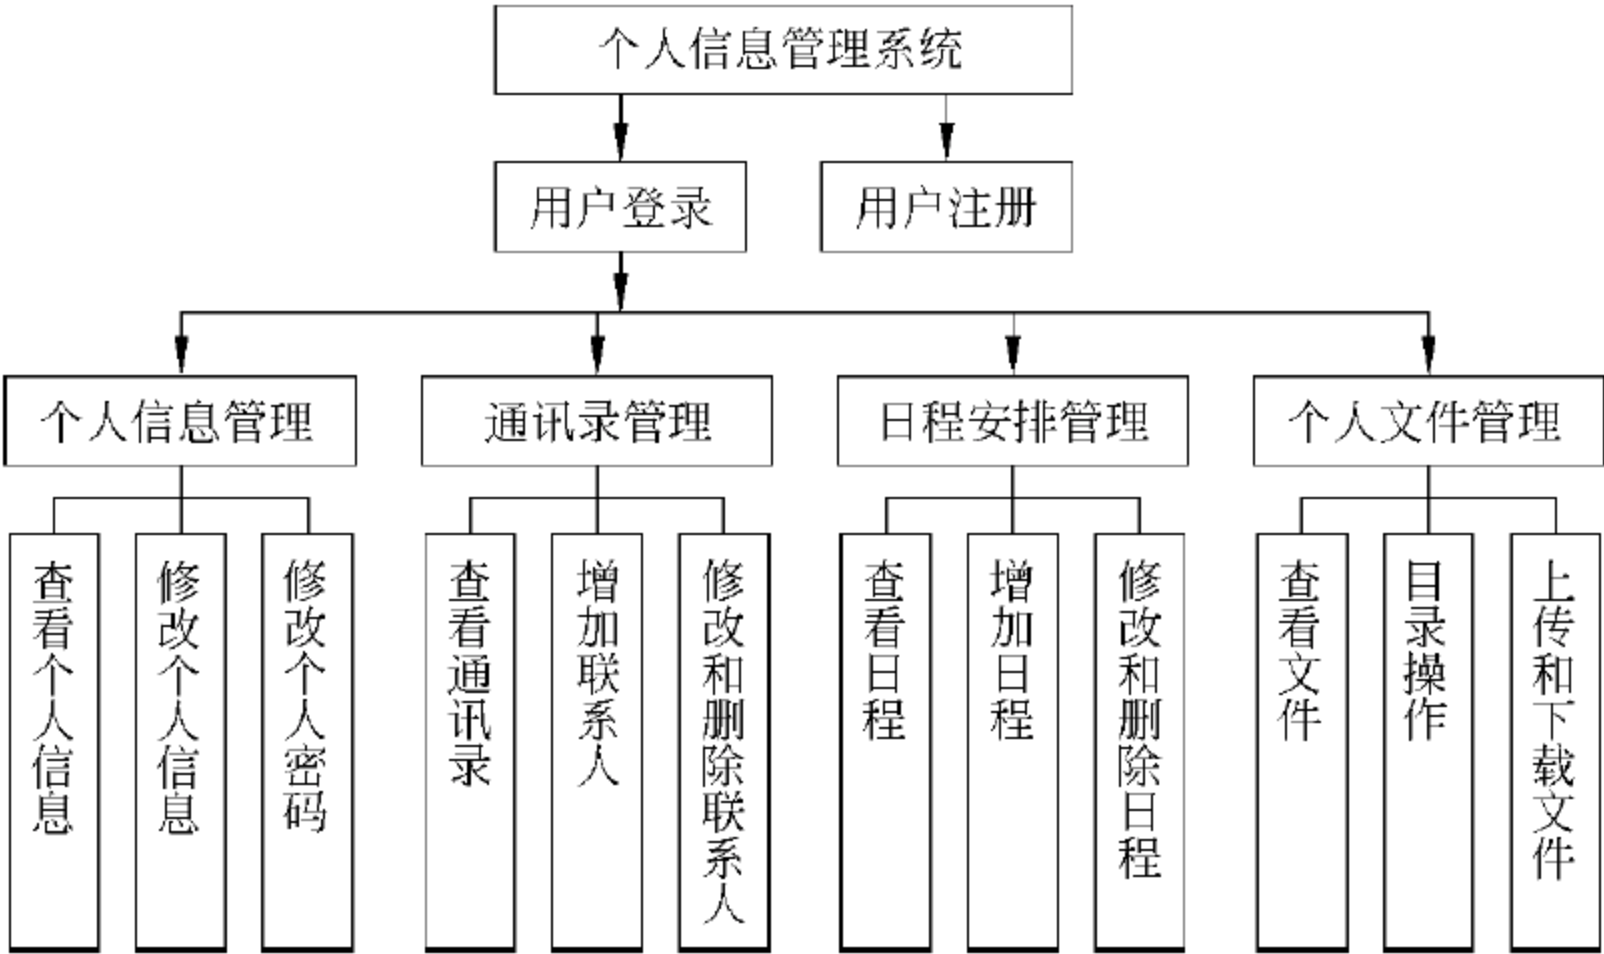 个人信息管理系统
用户登录
用户注册
个人信息管理
通讯录管理
日程安排管理
个人文件管理
查看个人信息
修改个人信息
修改个人密码
查看通讯录
增加联系人
修改和删除联系人
查看日程
增加日程
修改和删除日程
查看文件
目录操作
上传和下载文件